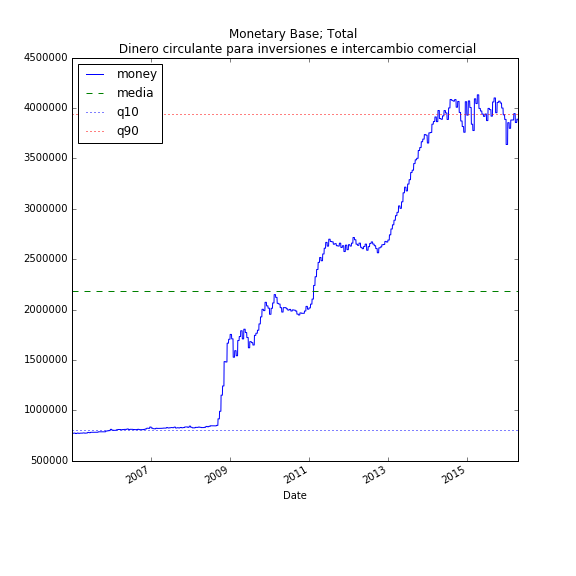 Monetary Base; Total
Dinero circulante para inversiones e intercambio comercial
4500000
4000000
3500000
3000000
2500000
2000000
1500000
1000000
500000
money
media
q10
q90
2007
2009
2011
2013
2015
Date